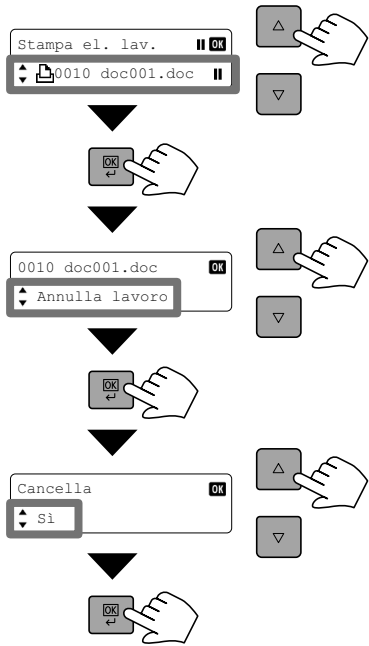 Stampa el. lav. OK
0010 doc001.doc
OK
0010 doc001.doc OK
Annulla lavoro
OK
Cancella OK
Sì
OK